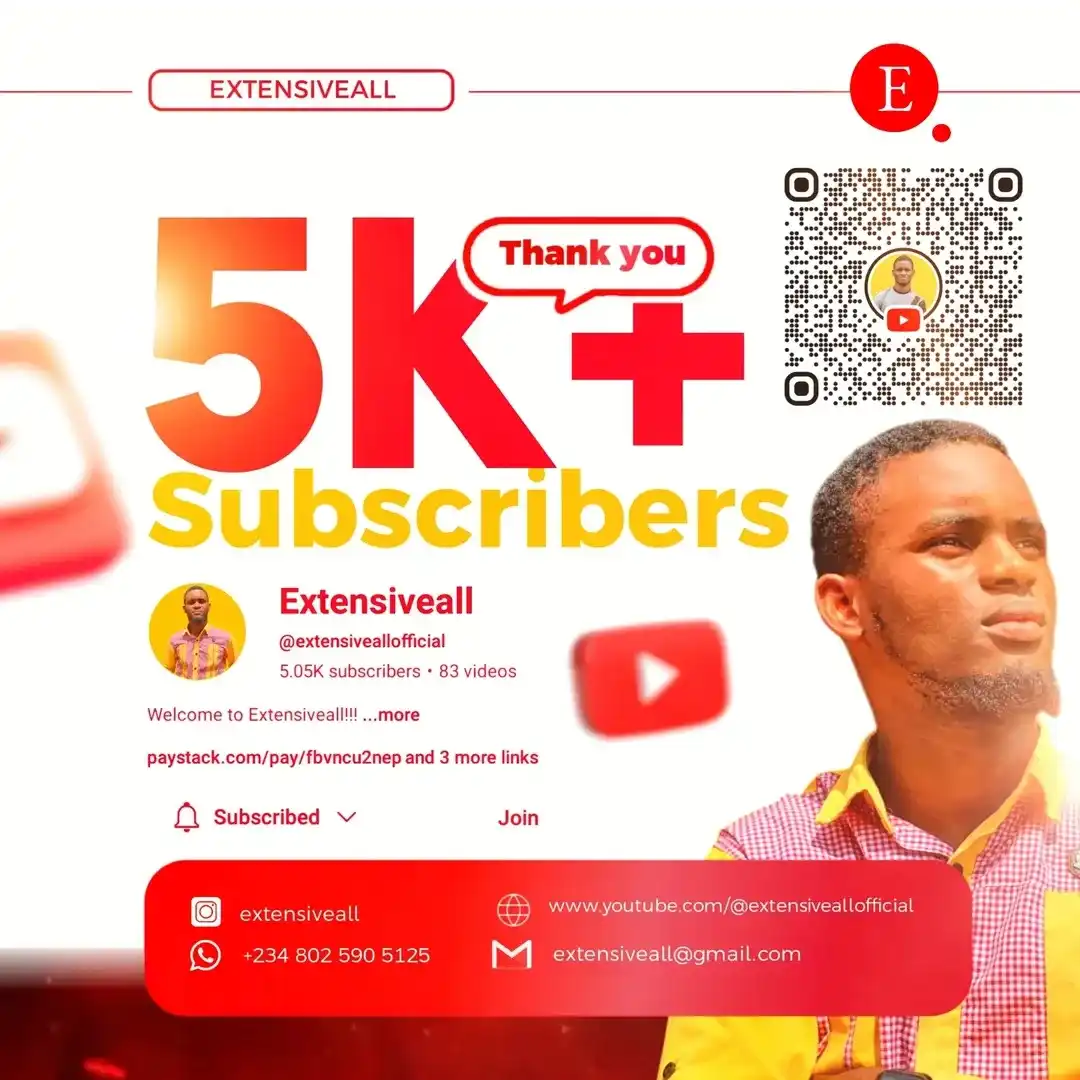 EXTENSIVEALL
E
Thank you
5K+
Subscribers
Extensiveall
@extensiveallofficial
5.05K subscribers • 83 videos
Welcome to Extensiveall!!! ...more
paystack.com/pay/fbvncu2nep and 3 more links
Subscribed
Join
extensiveall
www.youtube.com/@extensiveallofficial
+234 802 590 5125
extensiveall@gmail.com